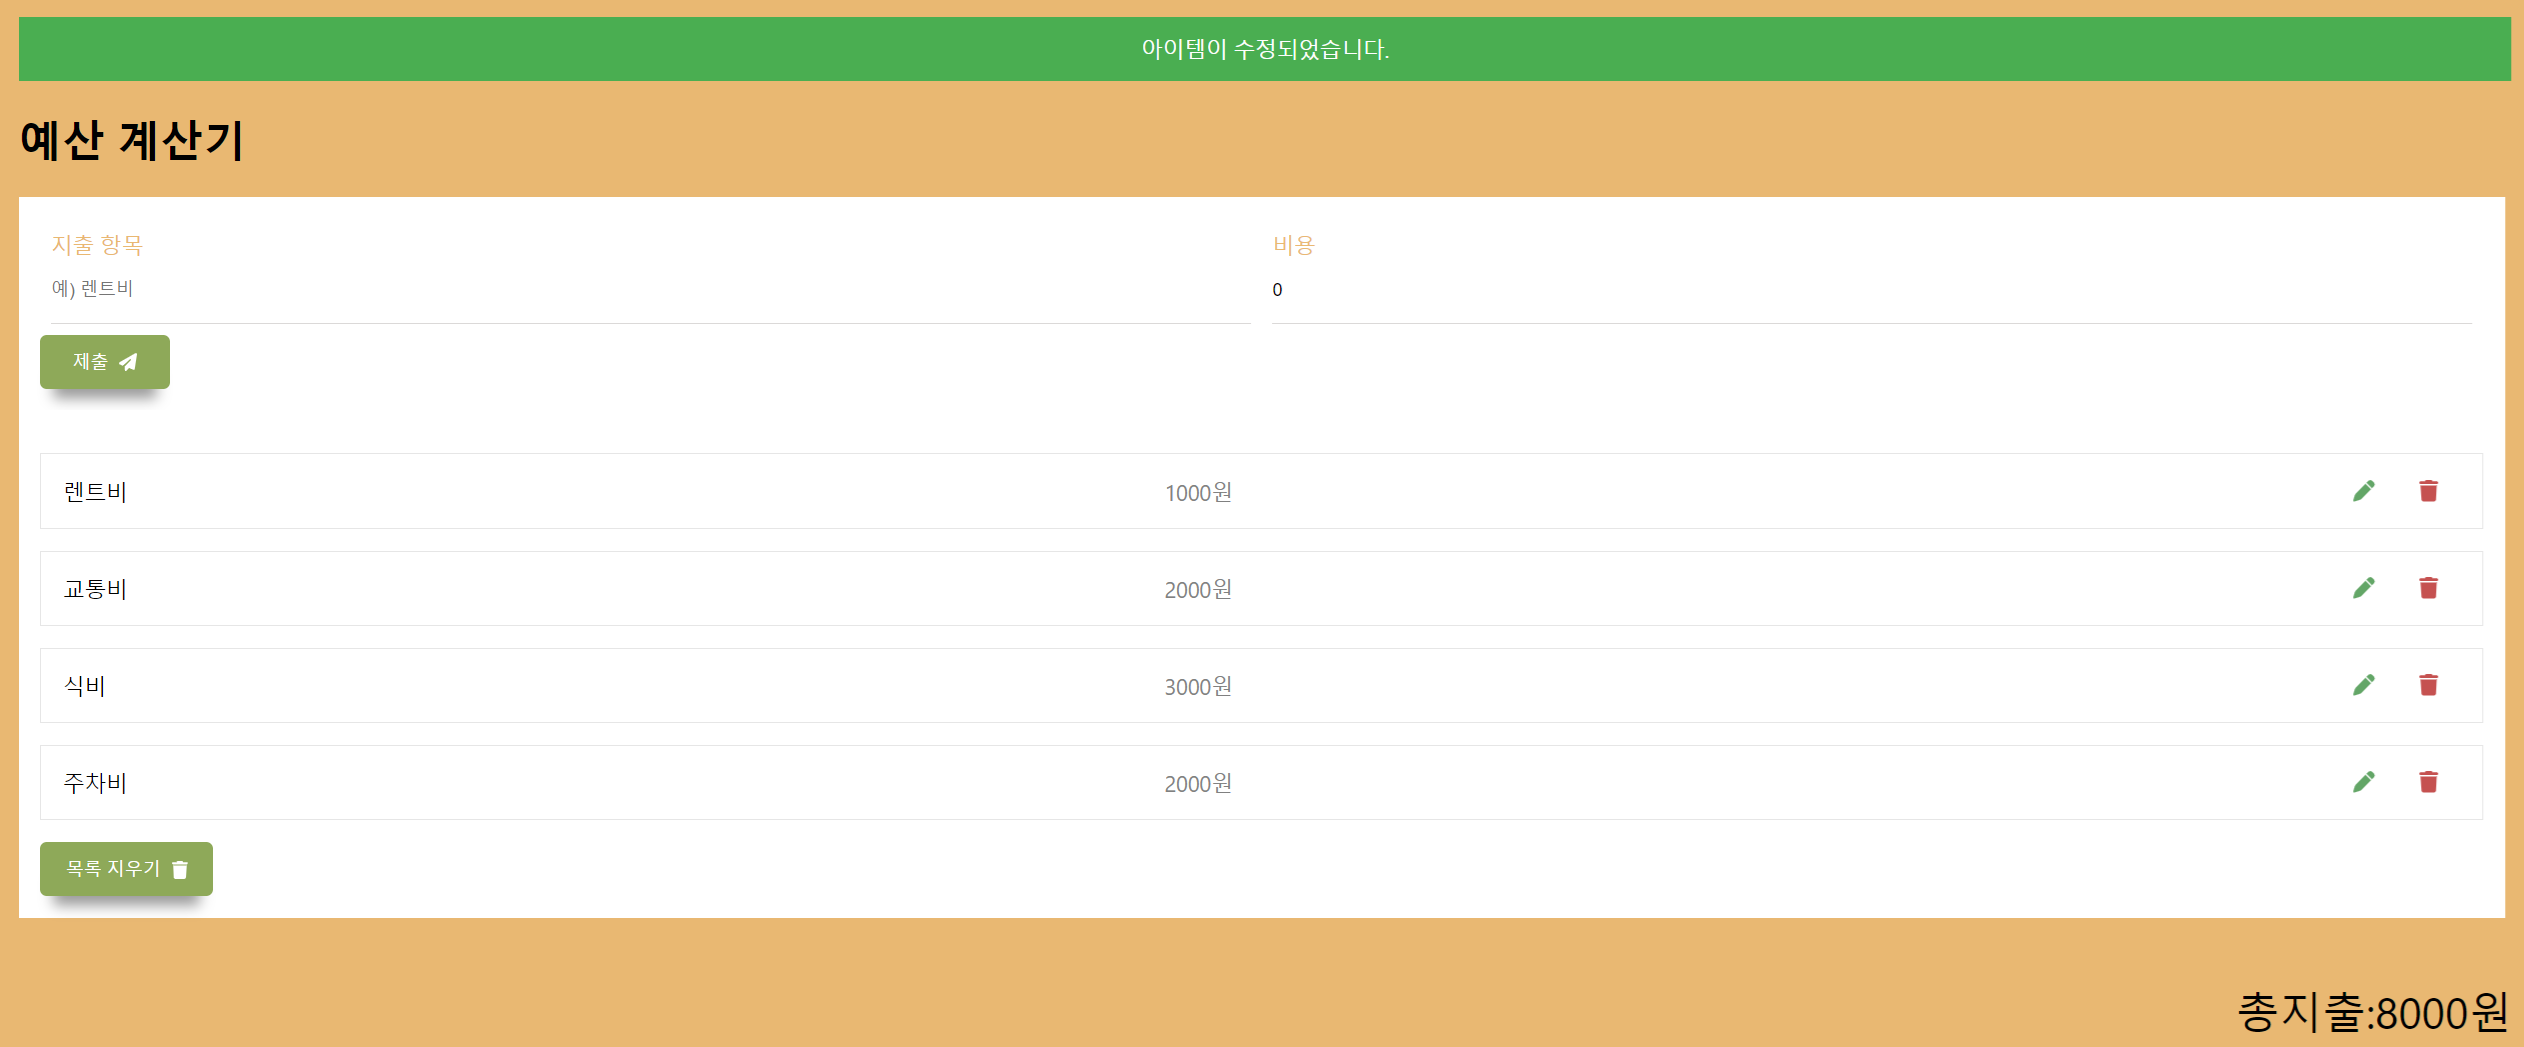 아이템이 수정되었습니다.
예산 계산기
지출 항목
비용
예) 렌트비
0
제출
렌트비 1000원
교통비 2000원
식비 3000원
주차비 2000원
목록 지우기
총지출:8000원